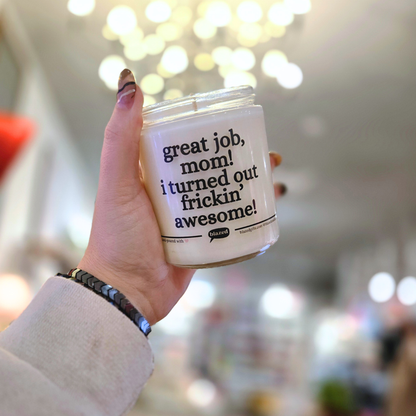 great job,
mom!
i turned out
frickin'
awesome!